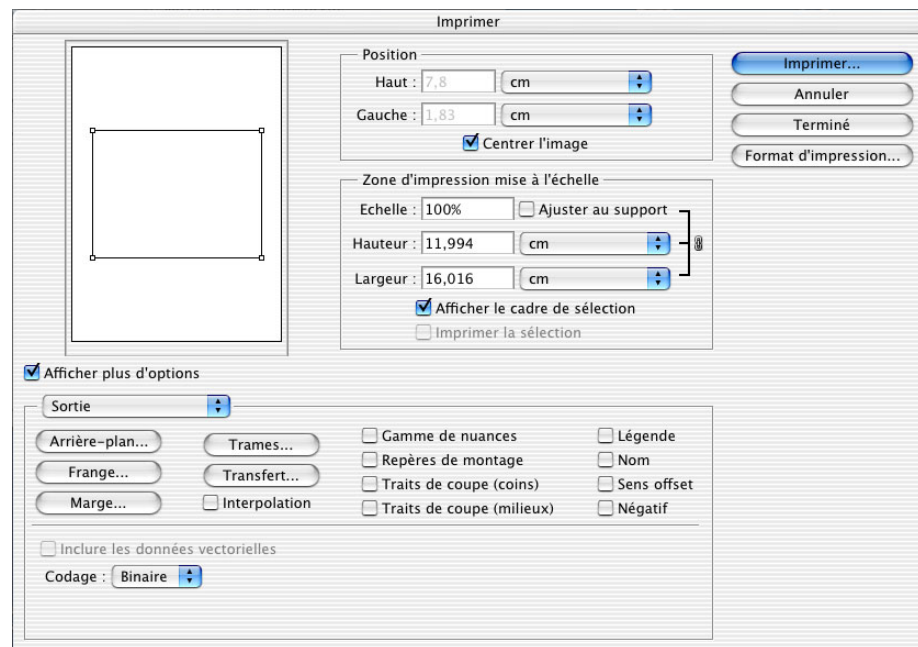 Imprimer
Position
Haut : 7,8 cm
Gauche : 1,83 cm
Centrer l'image
Imprimer...
Annuler
Terminé
Format d'impression...
Zone d'impression mise à l'échelle
Echelle : 100% Ajuster au support
Hauteur : 11,994 cm
Largeur : 16,016 cm
Afficher le cadre de sélection
Imprimer la sélection
Afficher plus d'options
Sortie
Arrière-plan... Trames... Gamme de nuances Légende
Frange... Transfert... Repères de montage Nom
Marge... Interpolation Traits de coupe (coins) Sens offset
Traits de coupe (milieux) Négatif
Inclure les données vectorielles
Codage : Binaire